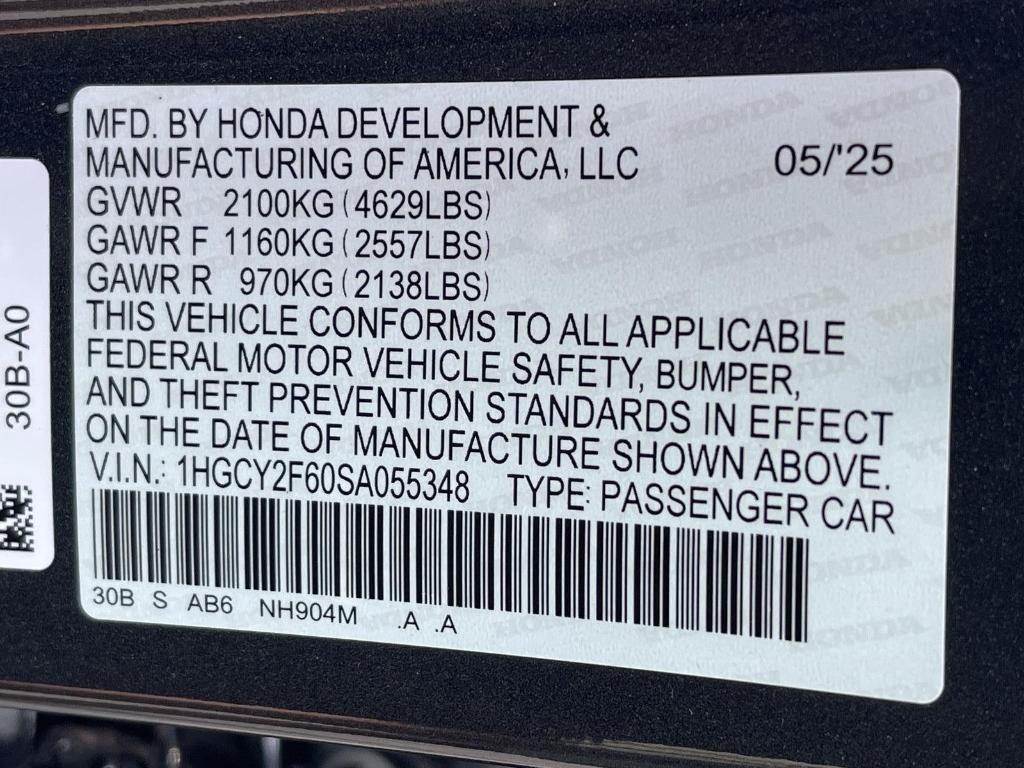 MFD. BY HONDA DEVELOPMENT &
MANUFACTURING OF AMERICA, LLC 05/'25
GVWR 2100KG (4629LBS)
GAWR F 1160KG (2557LBS)
GAWR R 970KG (2138LBS)
THIS VEHICLE CONFORMS TO ALL APPLICABLE
FEDERAL MOTOR VEHICLE SAFETY, BUMPER,
AND THEFT PREVENTION STANDARDS IN EFFECT
ON THE DATE OF MANUFACTURE SHOWN ABOVE.
V.I.N.: 1HGCY2F60SA055348 TYPE: PASSENGER CAR
30B S AB6 NH904M .A .A
30B-A0